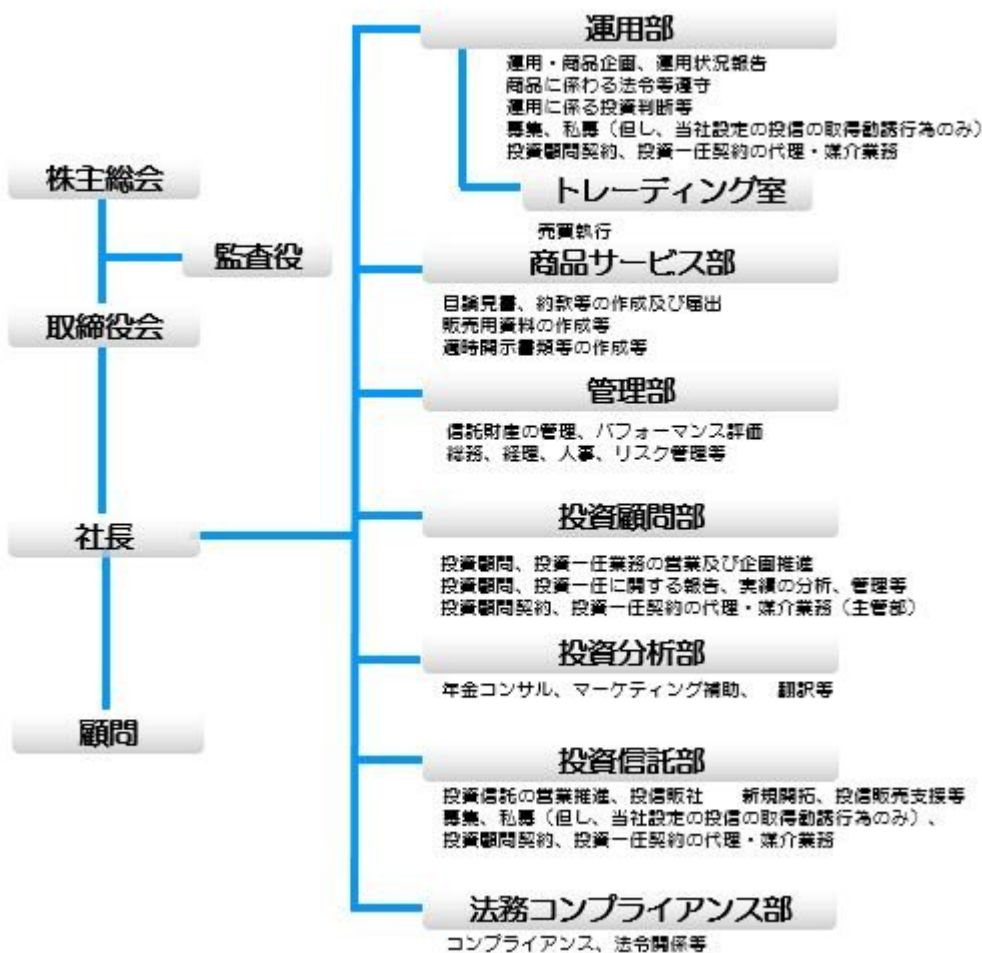 株主総会
監査役
取締役会
社長
顧問
運用部
運用・商品企画、運用状況報告
商品に係わる法令等遵守
運用に係る投資判断等
募集、私募（但し、当社設定の投信の取得勧誘行為のみ）
投資顧問契約、投資一任契約の代理・媒介業務
トレーディング室
売買執行
商品サービス部
目論見書、約款等の作成及び届出
販売用資料の作成等
適時開示書類等の作成等
管理部
信託財産の管理、パフォーマンス評価
総務、経理、人事、リスク管理等
投資顧問部
投資顧問、投資一任業務の営業及び企画推進
投資顧問、投資一任に関する報告、実績の分析、管理等
投資顧問契約、投資一任契約の代理・媒介業務（主管部）
投資分析部
年金コンサル、マーケティング補助、　翻訳等
投資信託部
投資信託の営業推進、投信販社　　新規開拓、投信販売支援等
募集、私募（但し、当社設定の投信の取得勧誘行為のみ）、
投資顧問契約、投資一任契約の代理・媒介業務
法務コンプライアンス部
コンプライアンス、法令関係等